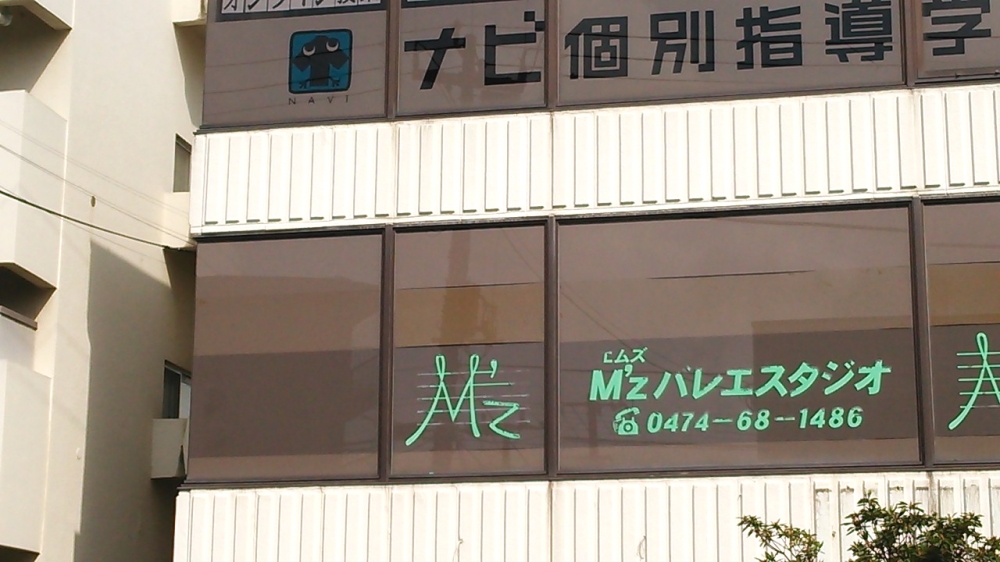 ナビ個別指導学
NAVI
M'z
エムズ
M'zバレエスタジオ
☎0474-68-1486